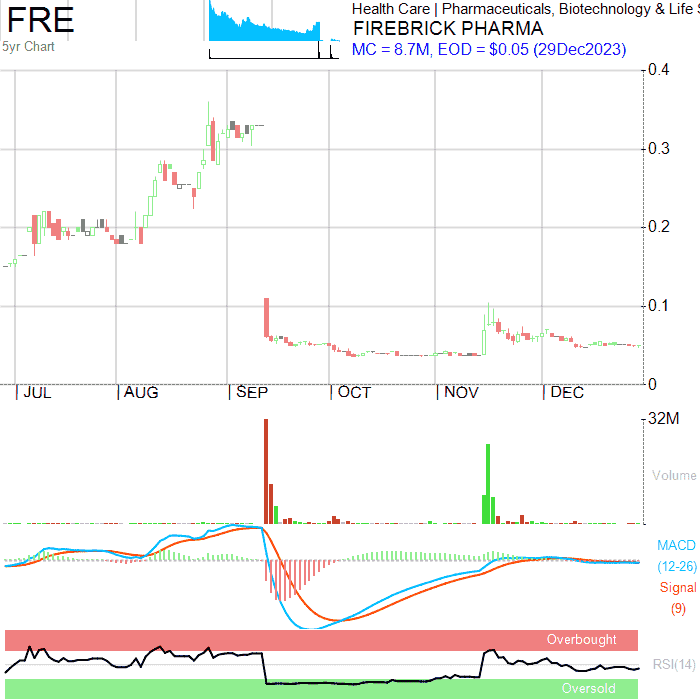 FRE
5yr Chart
Health Care | Pharmaceuticals, Biotechnology & Life S
FIREBRICK PHARMA
MC = 8.7M, EOD = $0.05 (29Dec2023)
0.4
0.3
0.2
0.1
0
JUL AUG SEP OCT NOV DEC
32M
Volume
MACD
(12-26)
Signal
(9)
Overbought
RSI(14)
Oversold